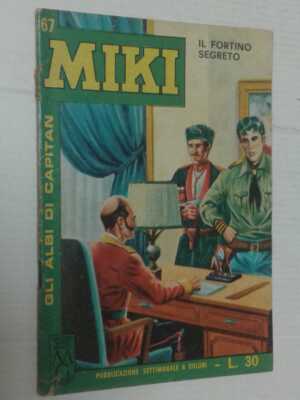 67
MIKI
IL FORTINO
SEGRETO
GLI ALBI DI CAPITAN
PUBBLICAZIONE SETTIMANALE A COLORI - L. 30